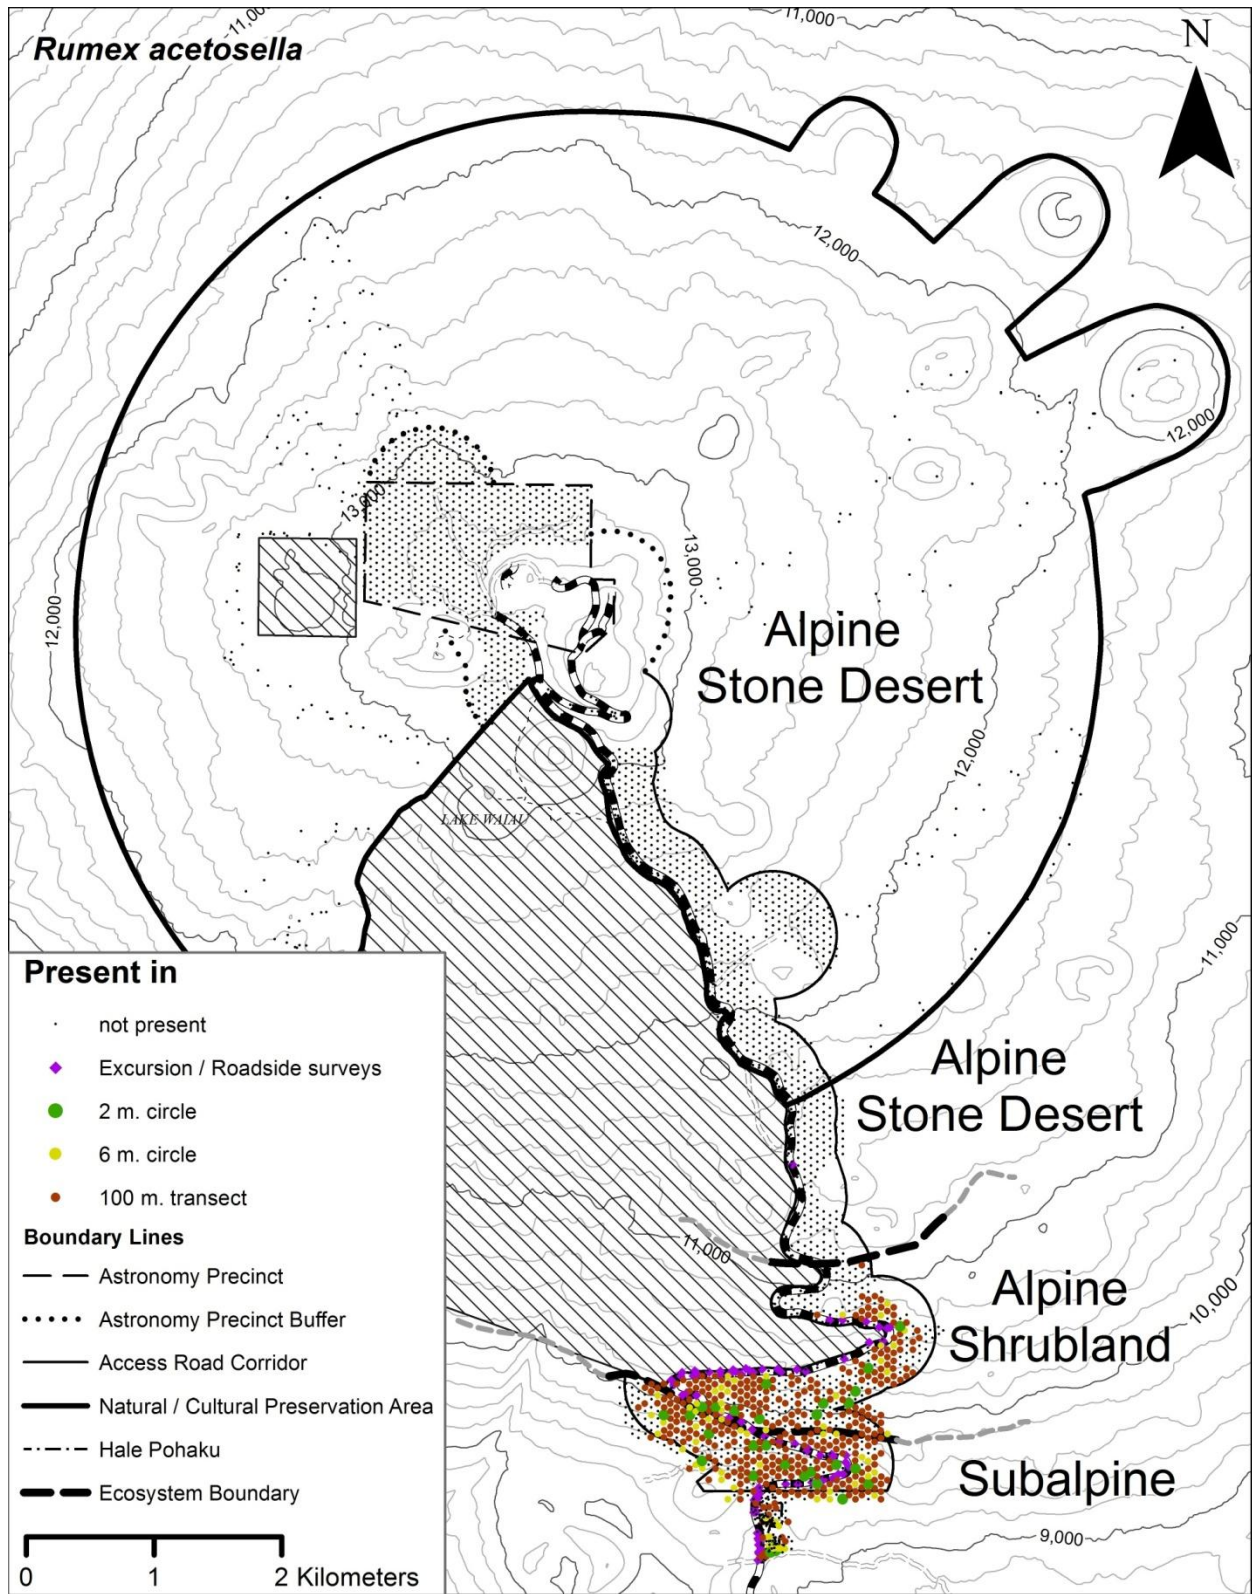 11,000
11,000
Rumex acetosella
N
12,000
12,000
13,000
13,000
12,000
Alpine
Stone Desert
12,000
LAKE WAIAU
11,000
Present in
not present
Excursion / Roadside surveys
2 m. circle
6 m. circle
100 m. transect
Boundary Lines
Astronomy Precinct
Astronomy Precinct Buffer
Access Road Corridor
Natural / Cultural Preservation Area
Hale Pohaku
Ecosystem Boundary
0 1 2 Kilometers
Alpine
Stone Desert
11,000
Alpine
Shrubland
10,000
Subalpine
9,000